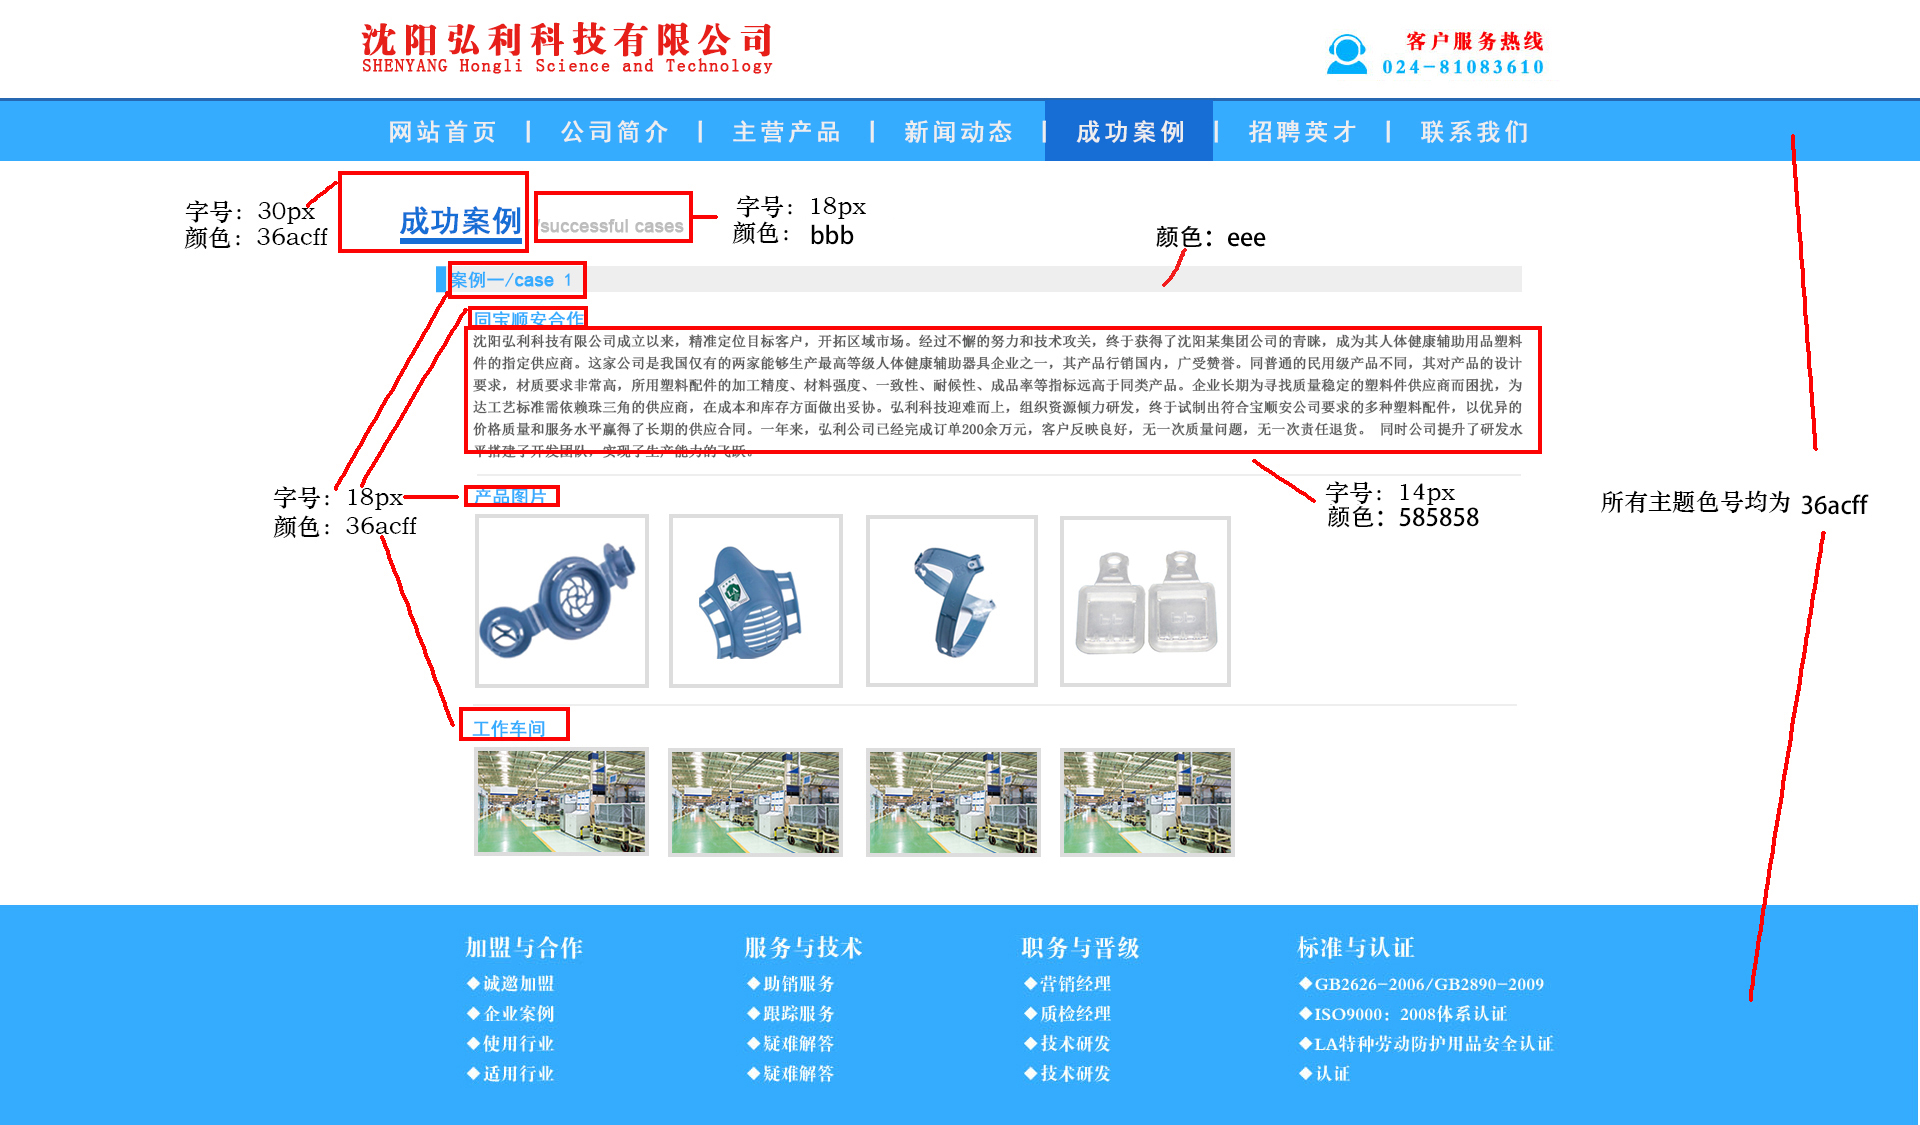 沈阳弘利科技有限公司
SHENYANG Hongli Science and Technology
客户服务热线
024-81083610
网站首页 | 公司简介 | 主营产品 | 新闻动态 | 成功案例 | 招聘英才 | 联系我们
字号：30px
颜色：36acff
成功案例
/successful cases
字号：18px
颜色：bbb
颜色：eee
案例一/case 1
同宝顺安合作
沈阳弘利科技有限公司成立以来，精准定位目标客户，开拓区域市场。经过不懈的努力和技术攻关，终于获得了沈阳某集团公司的青睐，成为其人体健康辅助用品塑料
件的指定供应商。这家公司是我国仅有的两家能够生产最高等级人体健康辅助器具企业之一，其产品行销国内，广受赞誉。同普通的民用级产品不同，其对产品的设计
要求，材质要求非常高，所用塑料配件的加工精度、材料强度、一致性、耐候性、成品率等指标远高于同类产品。企业长期为寻找质量稳定的塑料件供应商而困扰，为
达工艺标准需依赖珠三角的供应商，在成本和库存方面做出妥协。弘利科技迎难而上，组织资源倾力研发，终于试制出符合宝顺安公司要求的多种塑料配件，以优异的
价格质量和服务水平赢得了长期的供应合同。一年来，弘利公司已经完成订单200余万元，客户反映良好，无一次质量问题，无一次责任退货。 同时公司提升了研发水
平搭建了开发团队，实现了生产能力的飞跃。
字号：18px
颜色：36acff
产品图片
字号：14px
颜色：585858
所有主题色号均为 36acff
LA
工作车间
加盟与合作
◆诚邀加盟
◆企业案例
◆使用行业
◆适用行业
服务与技术
◆助销服务
◆跟踪服务
◆疑难解答
◆疑难解答
职务与晋级
◆营销经理
◆质检经理
◆技术研发
◆技术研发
标准与认证
◆GB2626-2006/GB2890-2009
◆ISO9000：2008体系认证
◆LA特种劳动防护用品安全认证
◆认证